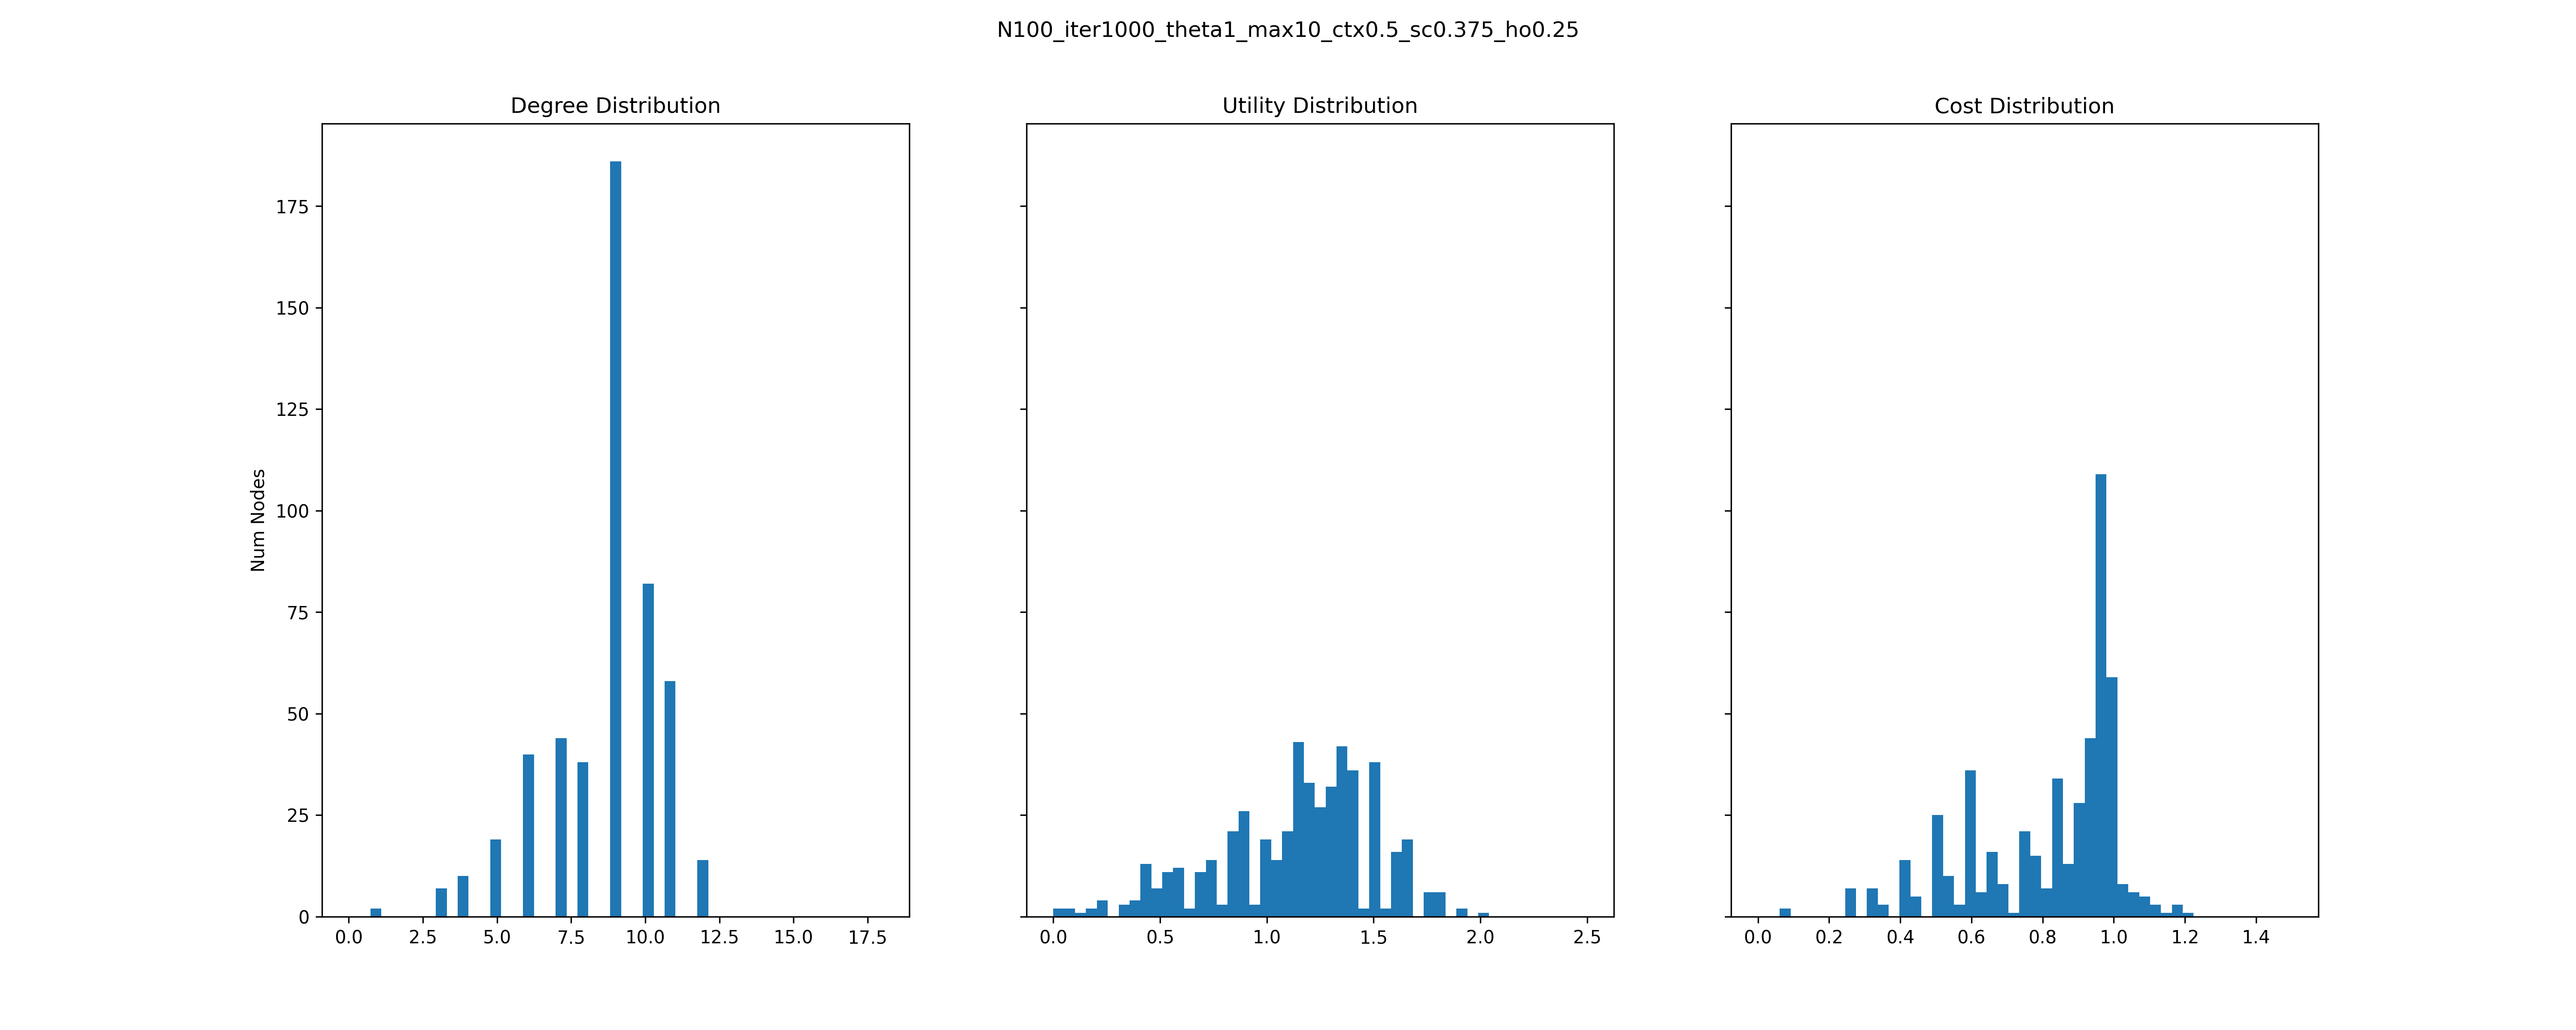 N100_iter1000_theta1_max10_ctx0.5_sc0.375_ho0.25
Degree Distribution
Utility Distribution
Cost Distribution
Num Nodes
175
150
125
100
75
50
25
0
0.0 2.5 5.0 7.5 10.0 12.5 15.0 17.5
0.0 0.5 1.0 1.5 2.0 2.5
0.0 0.2 0.4 0.6 0.8 1.0 1.2 1.4